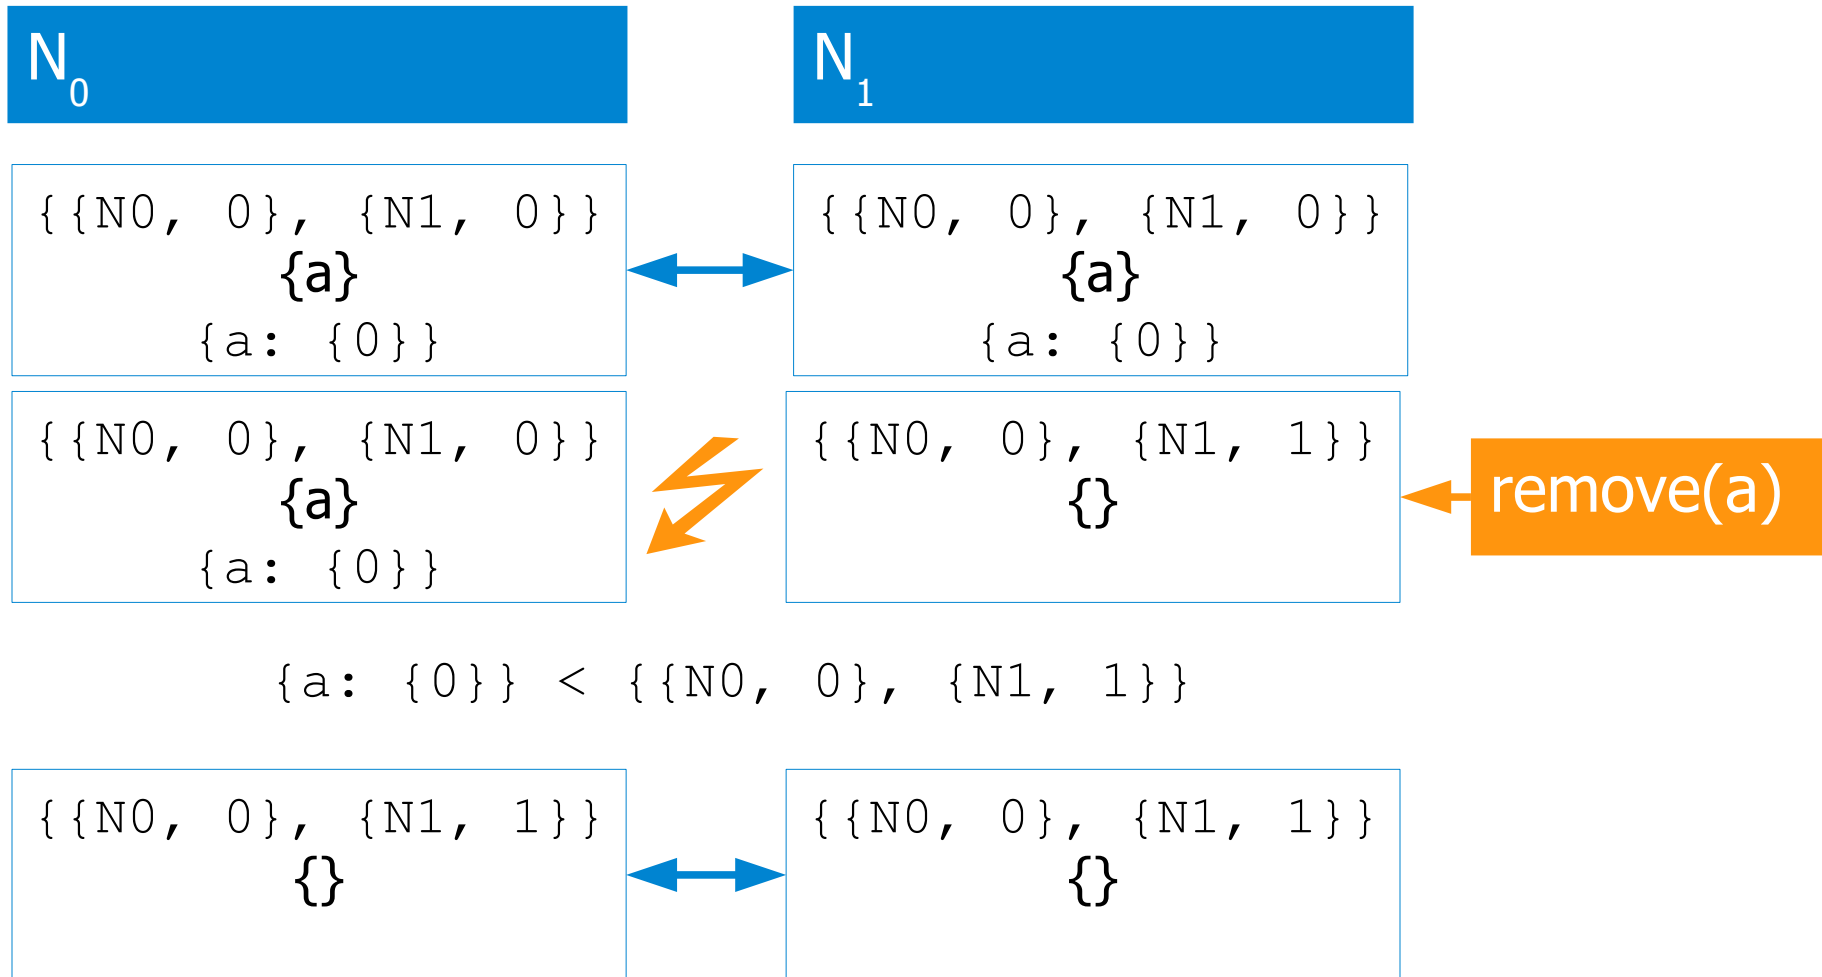 N0
N1
{{N0, 0}, {N1, 0}}
{a}
{a: {0}}
{{N0, 0}, {N1, 0}}
{a}
{a: {0}}
{{N0, 0}, {N1, 0}}
{a}
{a: {0}}
{{N0, 0}, {N1, 1}}
{}
remove(a)
{a: {0}} < {{N0, 0}, {N1, 1}}
{{N0, 0}, {N1, 1}}
{}
{{N0, 0}, {N1, 1}}
{}